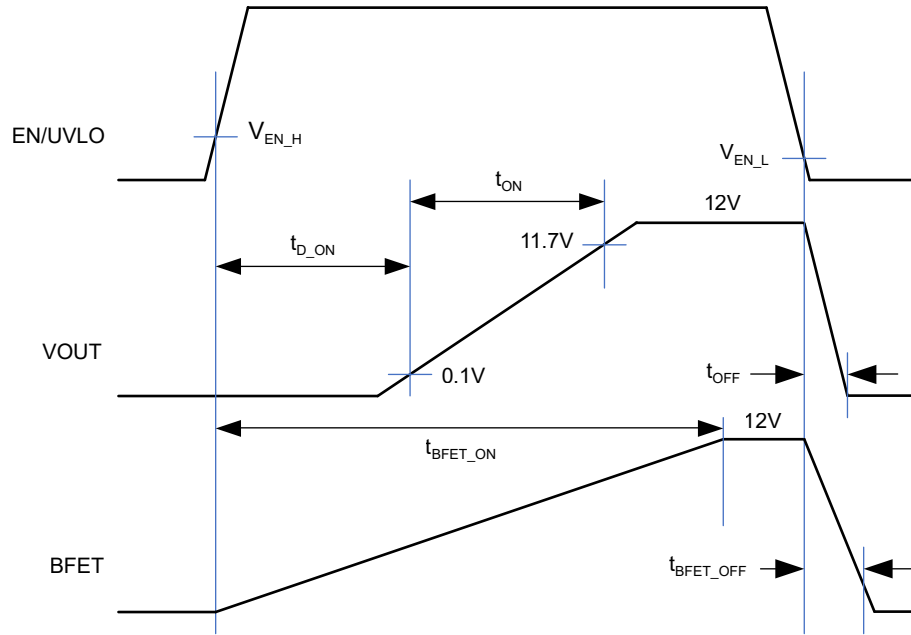 EN/UVLO
V_EN_H
V_EN_L
t_ON
12V
11.7V
t_D_ON
VOUT
0.1V
t_OFF
12V
t_BFET_ON
BFET
t_BFET_OFF